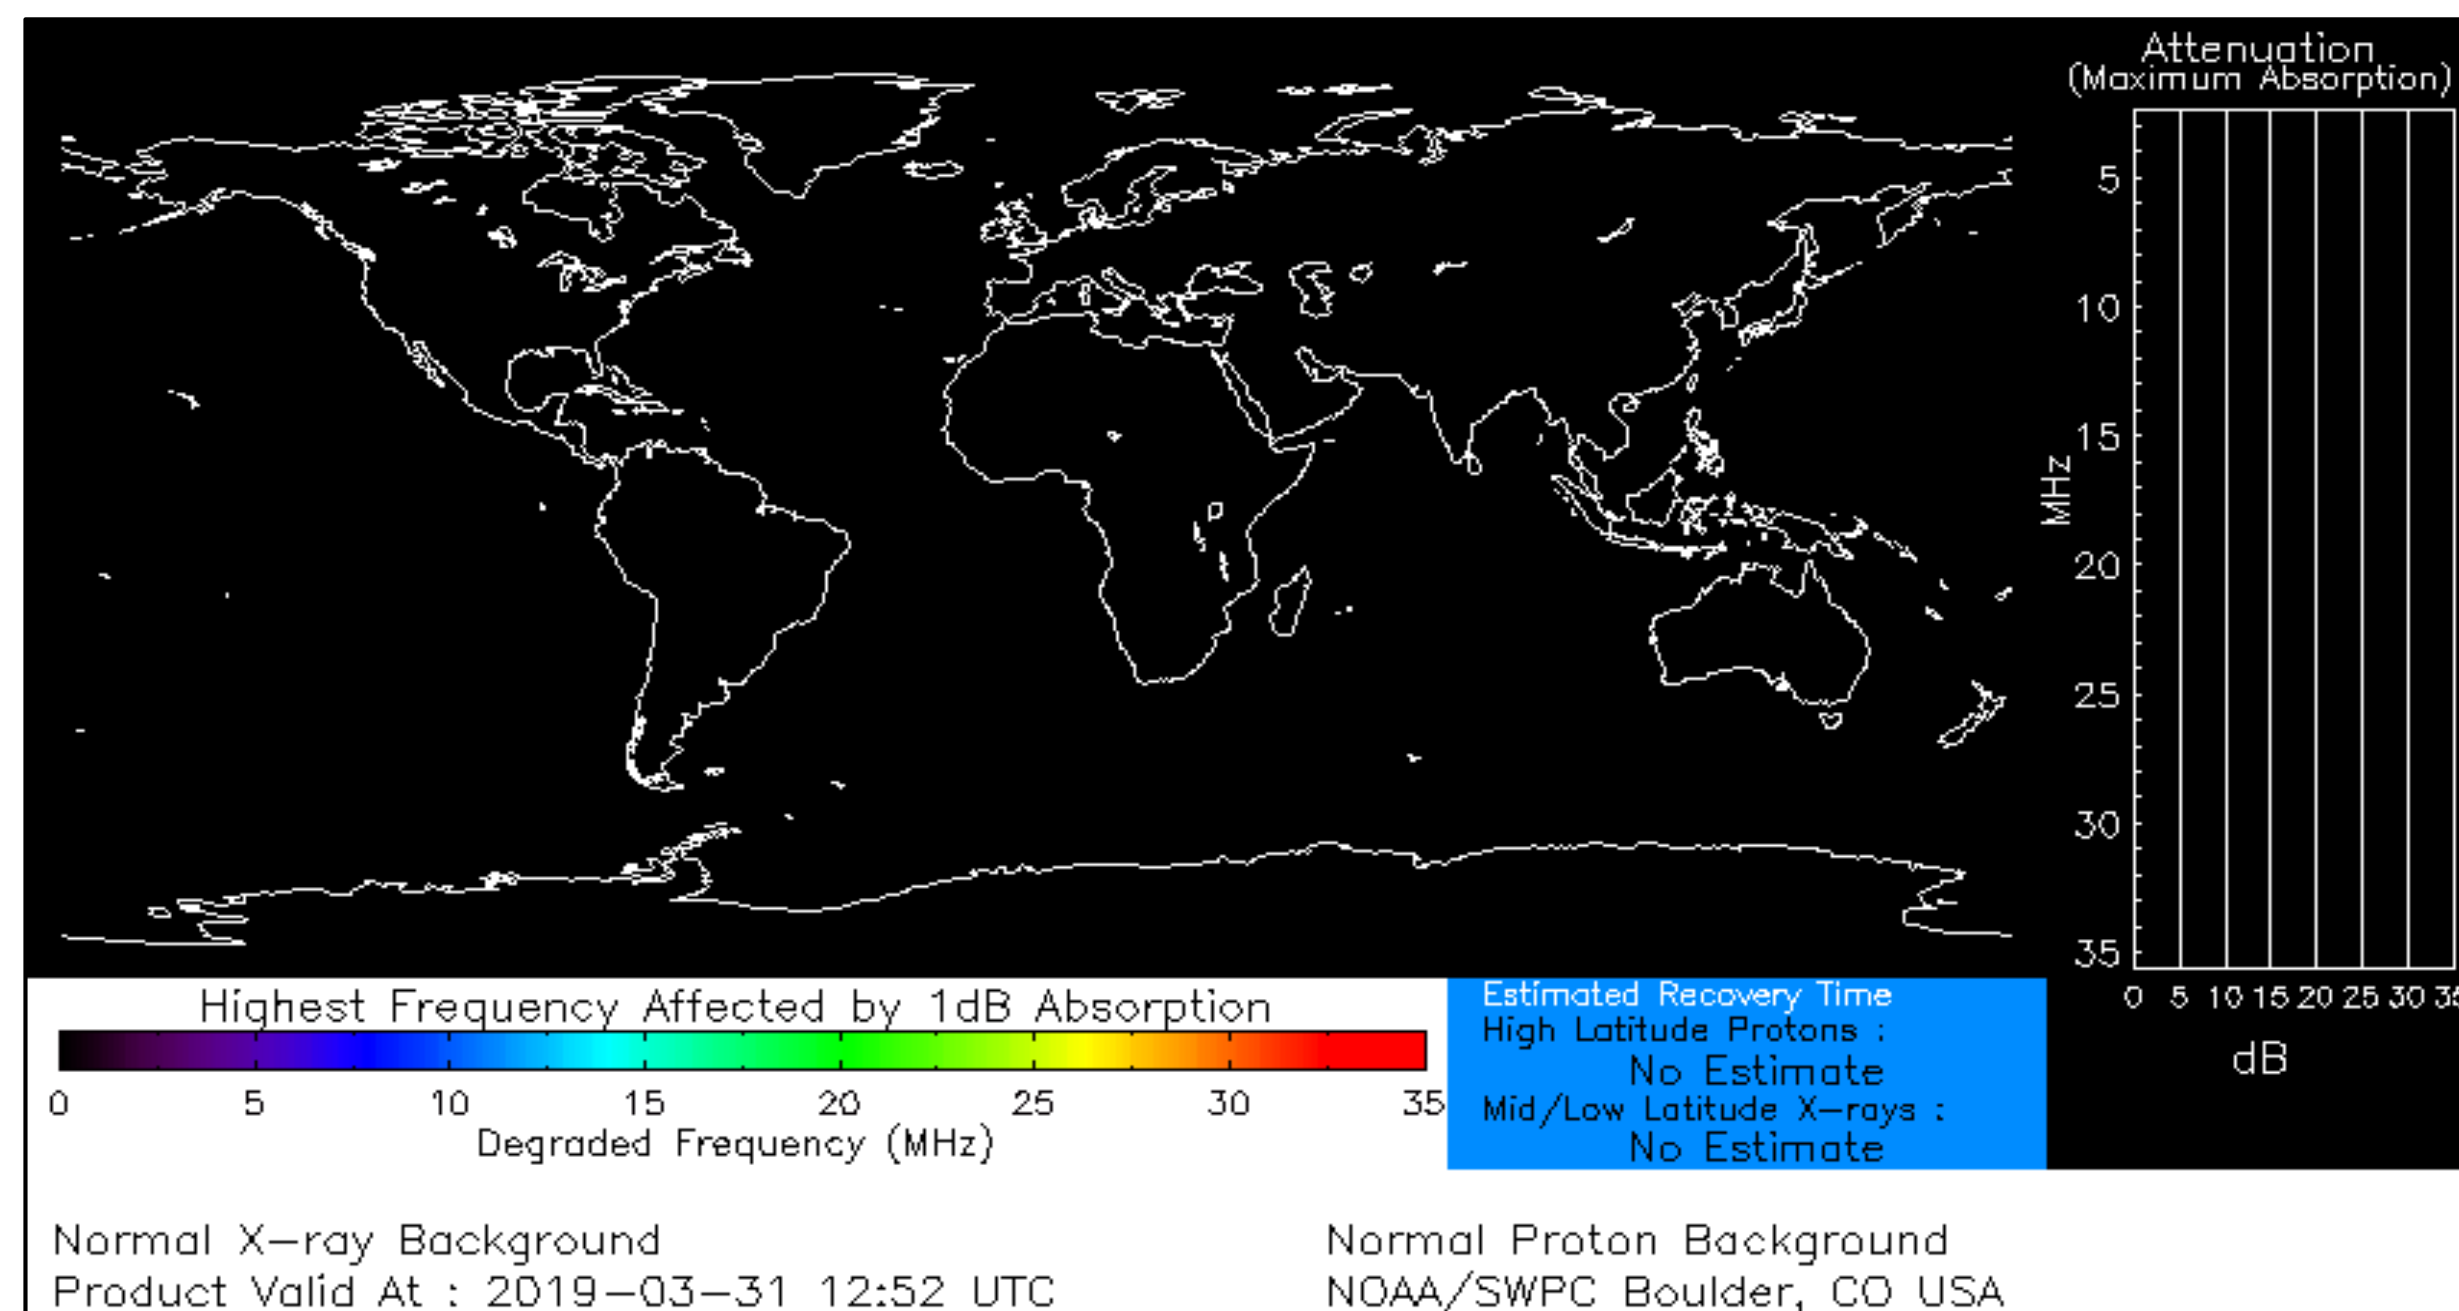 Attenuation
(Maximum Absorption)
5
10
15
20
25
30
35
MHz
0 5 10 15 20 25 30
dB
Highest Frequency Affected by 1dB Absorption
0 5 10 15 20 25 30 35
Degraded Frequency (MHz)
Estimated Recovery Time
High Latitude Protons :
No Estimate
Mid/Low Latitude X-rays :
No Estimate
Normal X-ray Background
Normal Proton Background
Product Valid At : 2019-03-31 12:52 UTC
NOAA/SWPC Boulder, CO USA